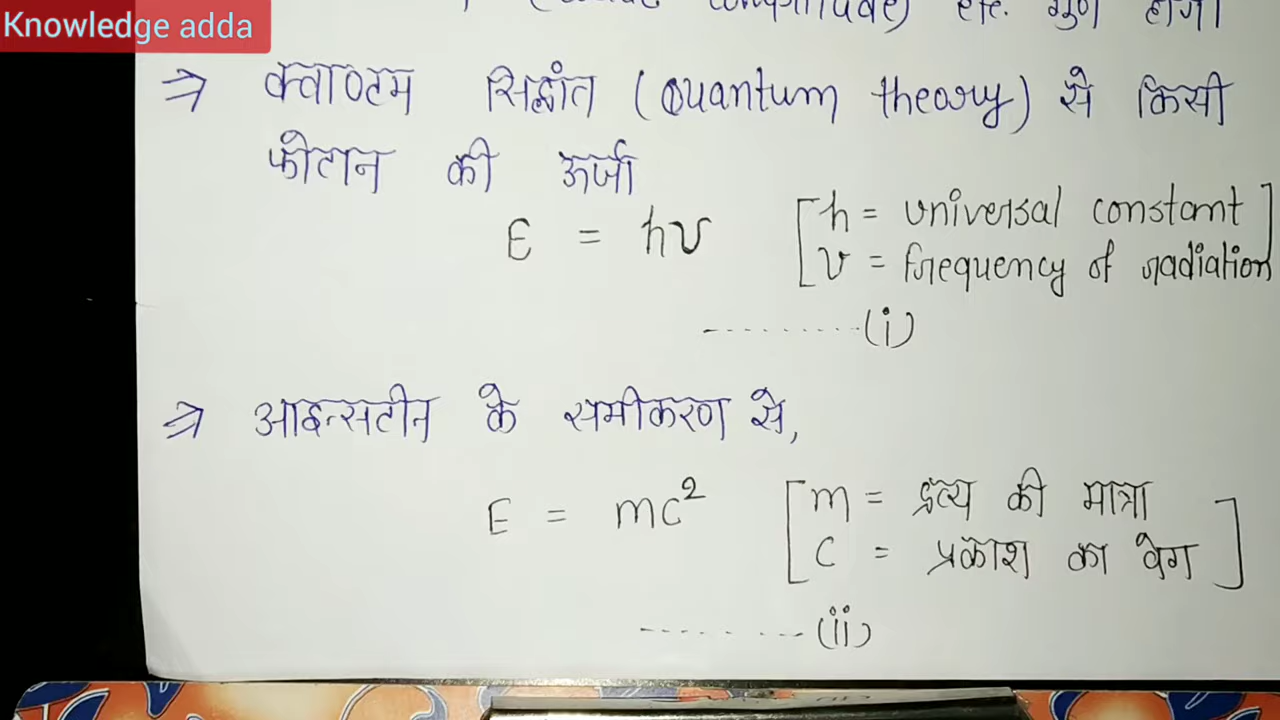 Knowledge adda
etc. गुण होगा
⇒ क्वाण्टम सिद्धांत (Quantum theory) से किसी
फोटान की ऊर्जा
E = hν [h = universal constant
ν = frequency of radiation]
..........(i)
⇒ आइन्सटीन के समीकरण से,
E = mc² [m = द्रव्य की मात्रा
c = प्रकाश का वेग]
..........(ii)